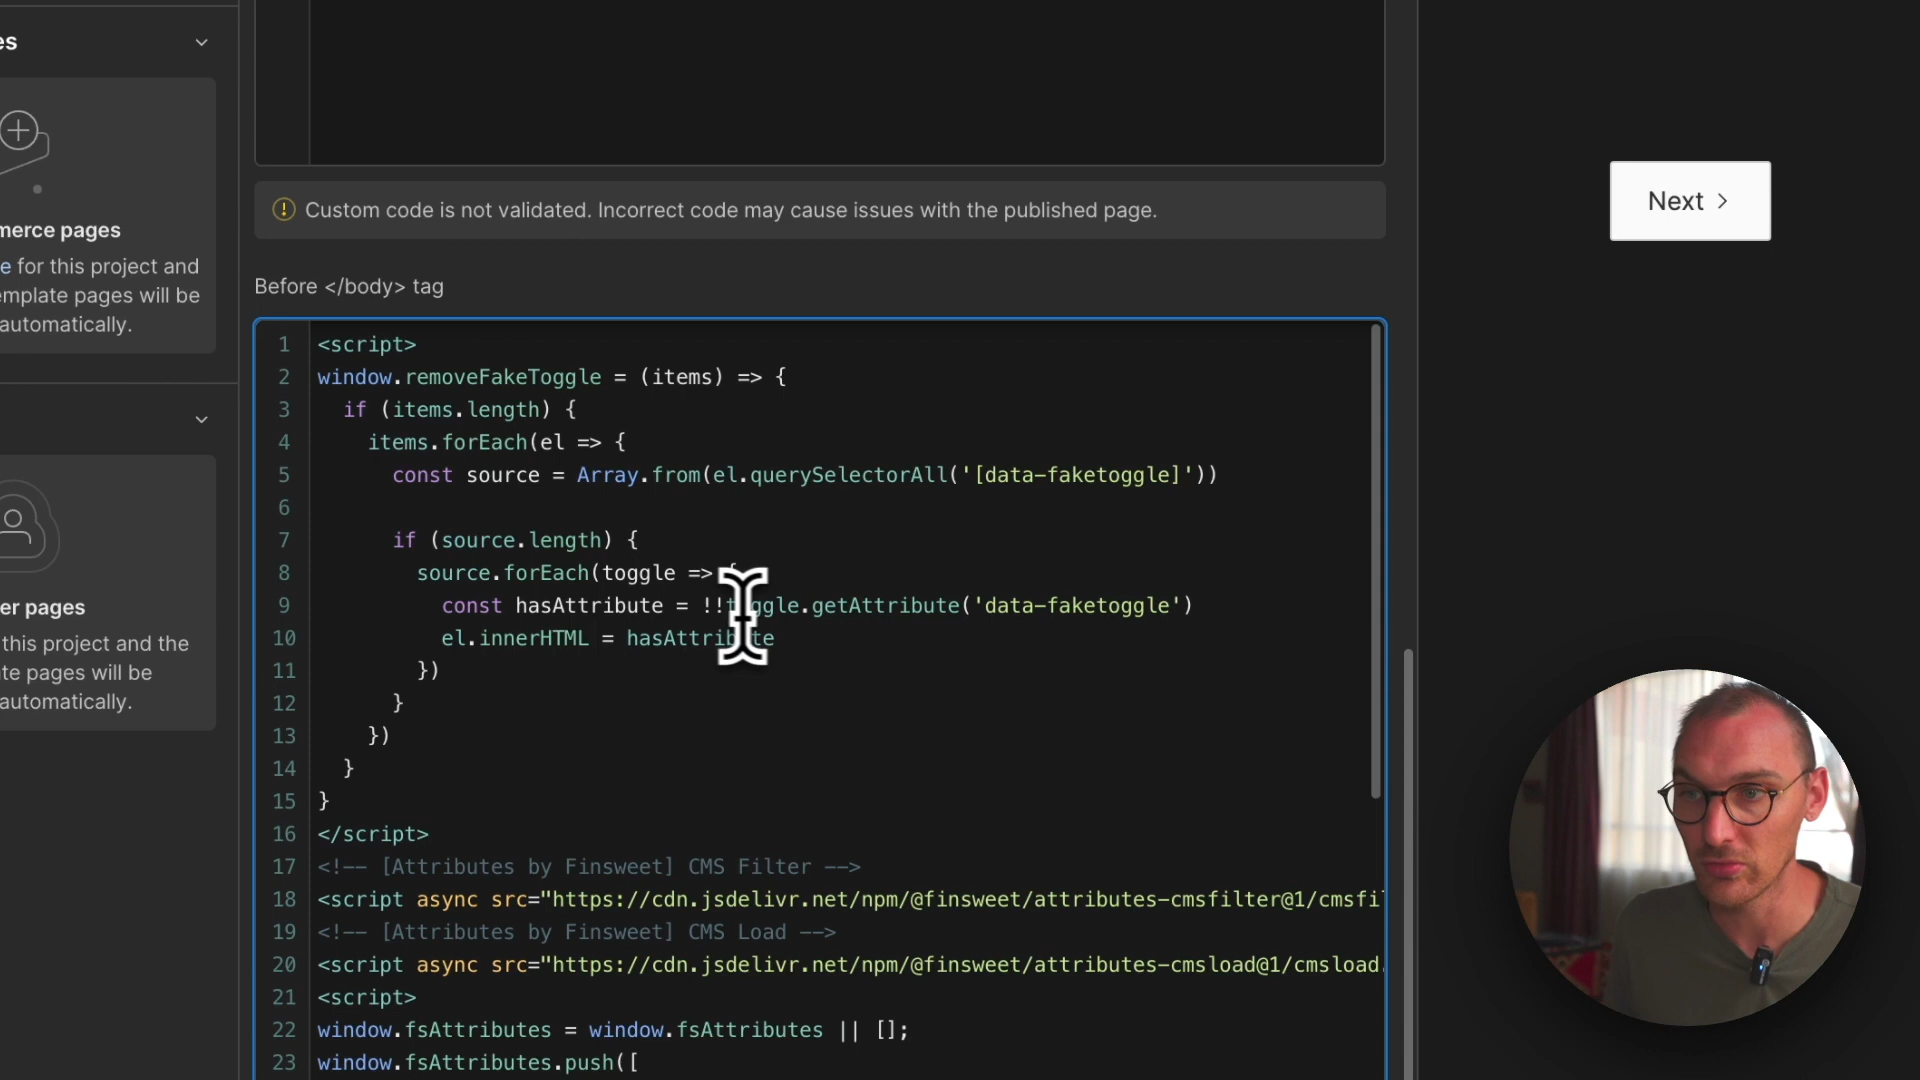 es
merce pages
e for this project and
emplate pages will be
automatically.
er pages
this project and the
te pages will be
automatically.
Custom code is not validated. Incorrect code may cause issues with the published page.
Before </body> tag
1 <script>
2 window.removeFakeToggle = (items) => {
3 if (items.length) {
4 items.forEach(el => {
5 const source = Array.from(el.querySelectorAll('[data-faketoggle]'))
6
7 if (source.length) {
8 source.forEach(toggle => {
9 const hasAttribute = !!toggle.getAttribute('data-faketoggle')
10 el.innerHTML = hasAttribute
11 })
12 }
13 })
14 }
15 }
16 </script>
17 <!-- [Attributes by Finsweet] CMS Filter -->
18 <script async src="https://cdn.jsdelivr.net/npm/@finsweet/attributes-cmsfilter@1/cmsfil
19 <!-- [Attributes by Finsweet] CMS Load -->
20 <script async src="https://cdn.jsdelivr.net/npm/@finsweet/attributes-cmsload@1/cmsload.
21 <script>
22 window.fsAttributes = window.fsAttributes || [];
23 window.fsAttributes.push([
Next